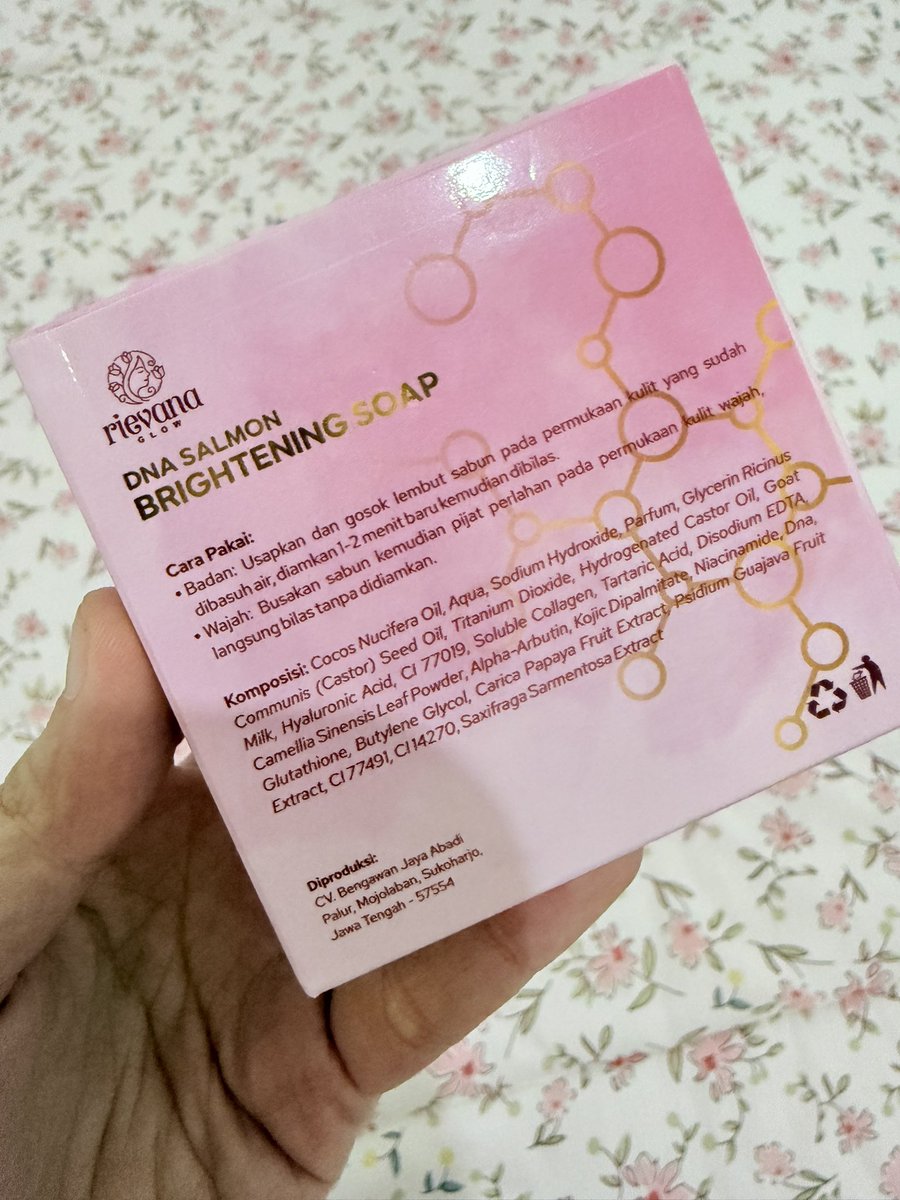 rievana
GLOW
DNA SALMON
BRIGHTENING SOAP
Cara Pakai:
• Badan: Usapkan dan gosok lembut sabun pada permukaan kulit yang sudah
dibasuh air, diamkan 1-2 menit baru kemudian dibilas.
• Wajah: Busakan sabun kemudian pijat perlahan pada permukaan kulit wajah,
langsung bilas tanpa didiamkan.
Komposisi: Cocos Nucifera Oil, Aqua, Sodium Hydroxide, Parfum, Glycerin Ricinus
Communis (Castor) Seed Oil, Titanium Dioxide, Hydrogenated Castor Oil, Goat
Milk, Hyaluronic Acid, CI 77019, Soluble Collagen, Tartaric Acid, Disodium EDTA,
Camellia Sinensis Leaf Powder, Alpha-Arbutin, Kojic Dipalmitate, Niacinamide, Dna,
Glutathione, Butylene Glycol, Carica Papaya Fruit Extract, Psidium Guajava Fruit
Extract, CI 77491, CI 14270, Saxifraga Sarmentosa Extract
Diproduksi:
CV. Bengawan Jaya Abadi
Palur, Mojolaban, Sukoharjo,
Jawa Tengah - 57554